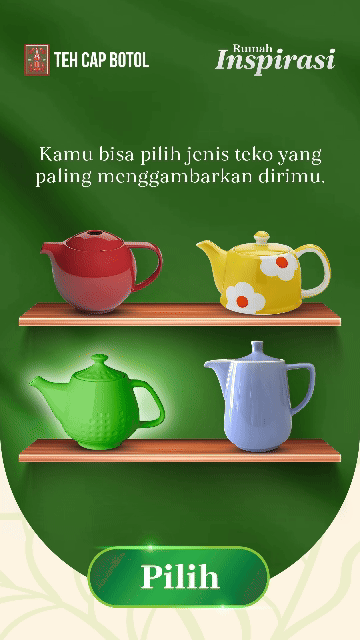 TEH CAP BOTOL
Rumah
Inspirasi
Kamu bisa pilih jenis teko yang
paling menggambarkan dirimu.
Pilih